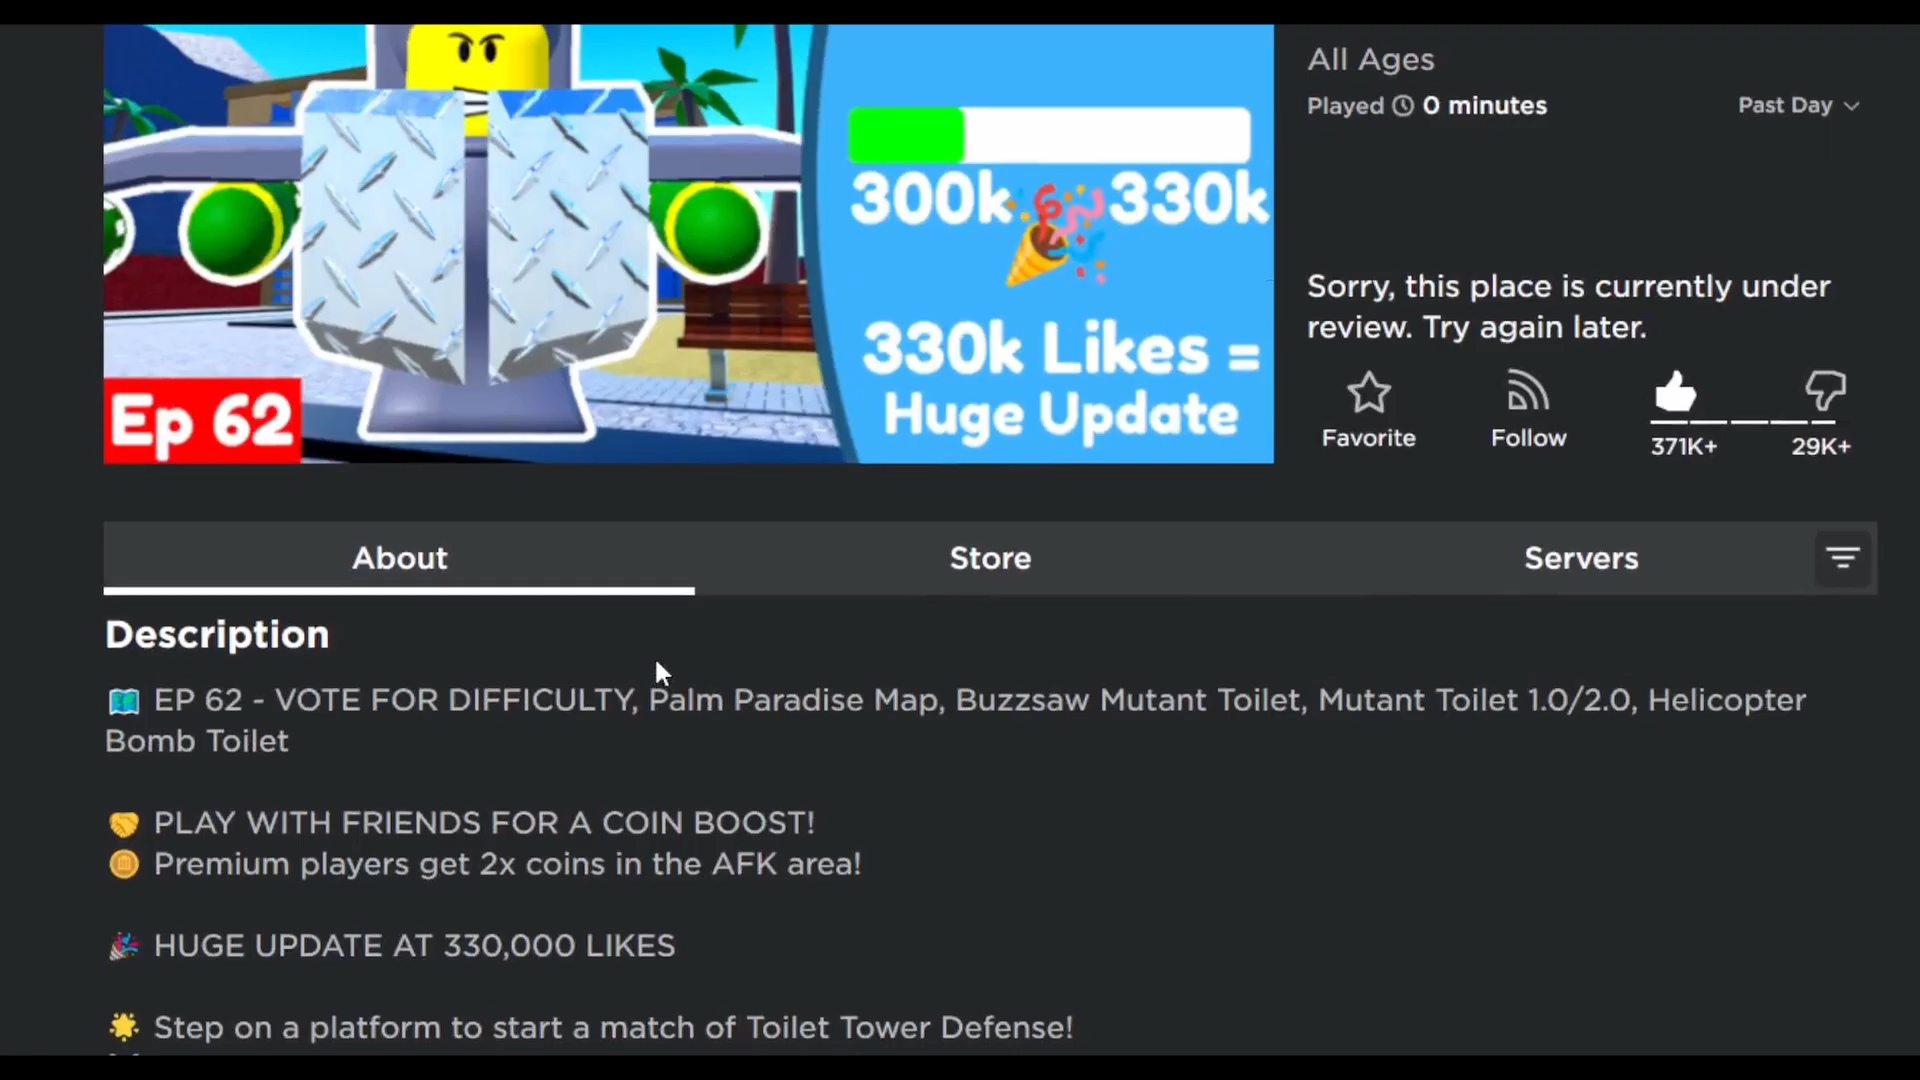 All Ages
Played 0 minutes
Past Day
300k 330k
330k Likes =
Huge Update
Ep 62
Sorry, this place is currently under
review. Try again later.
Favorite
Follow
371K+
29K+
About
Store
Servers
Description
EP 62 - VOTE FOR DIFFICULTY, Palm Paradise Map, Buzzsaw Mutant Toilet, Mutant Toilet 1.0/2.0, Helicopter
Bomb Toilet
PLAY WITH FRIENDS FOR A COIN BOOST!
Premium players get 2x coins in the AFK area!
HUGE UPDATE AT 330,000 LIKES
Step on a platform to start a match of Toilet Tower Defense!